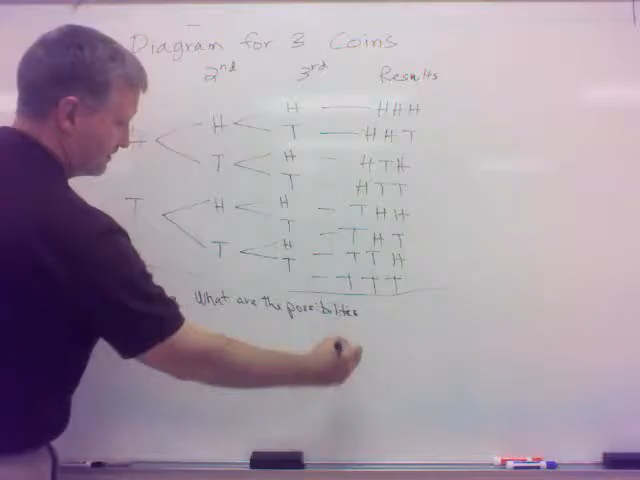 Diagram for 3 Coins
2nd 3rd Results
H H H — HHH
T — HHT
T H — HTH
T HTT
T H H — THH
T — THT
T H — TTH
T — TTT
What are the possibilities